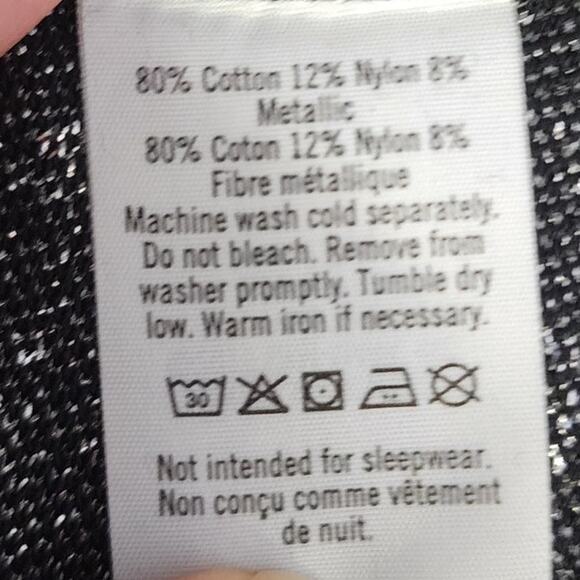 80% Cotton 12% Nylon 8%
Metallic
80% Coton 12% Nylon 8%
Fibre métallique
Machine wash cold separately.
Do not bleach. Remove from
washer promptly. Tumble dry
low. Warm iron if necessary.
30
Not intended for sleepwear.
Non conçu comme vêtement
de nuit.